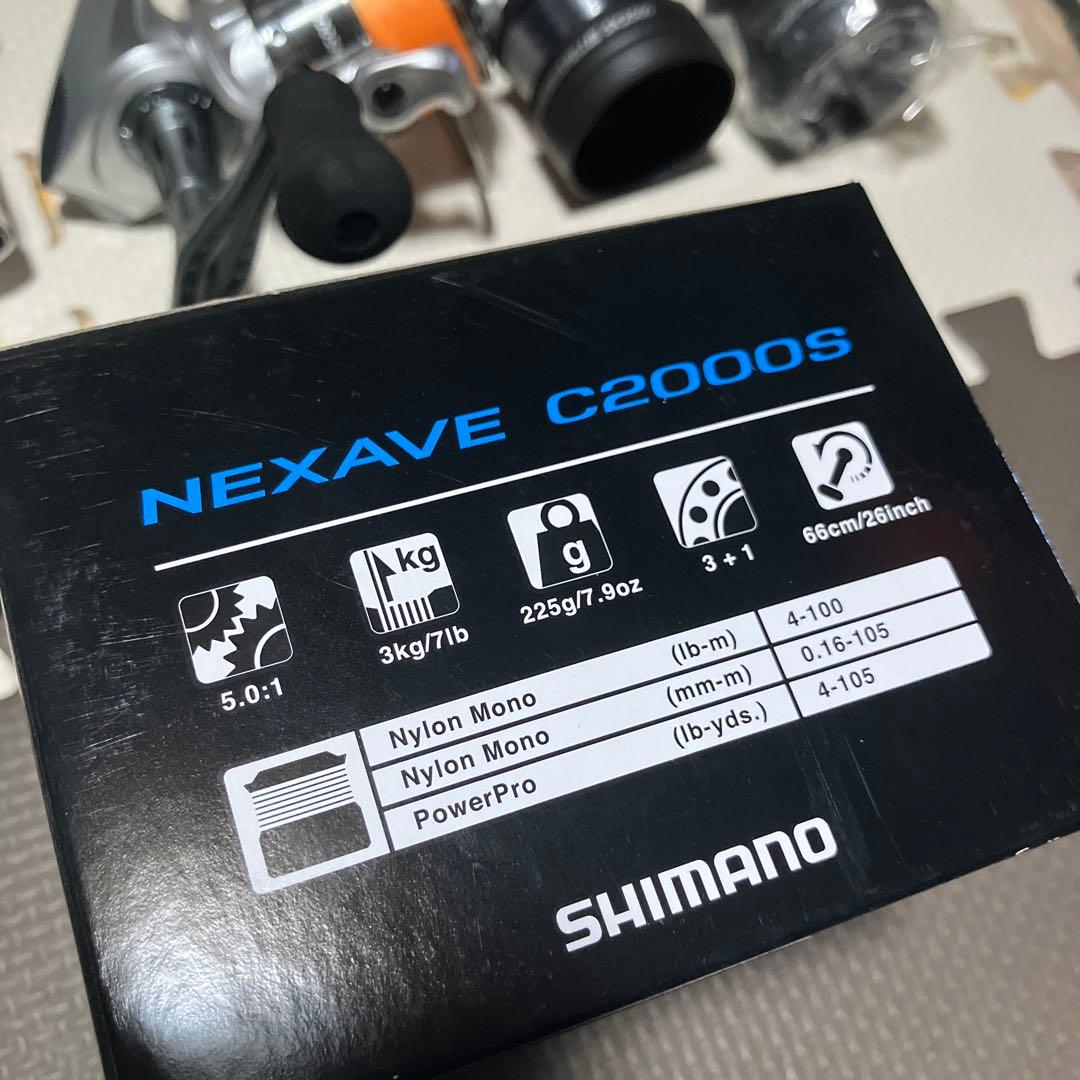 NEXAVE C2000S
5.0:1
kg
3kg/7lb
g
225g/7.9oz
3+1
66cm/26inch
Nylon Mono (lb-m) 4-100
Nylon Mono (mm-m) 0.16-105
PowerPro (lb-yds.) 4-105
SHIMANO